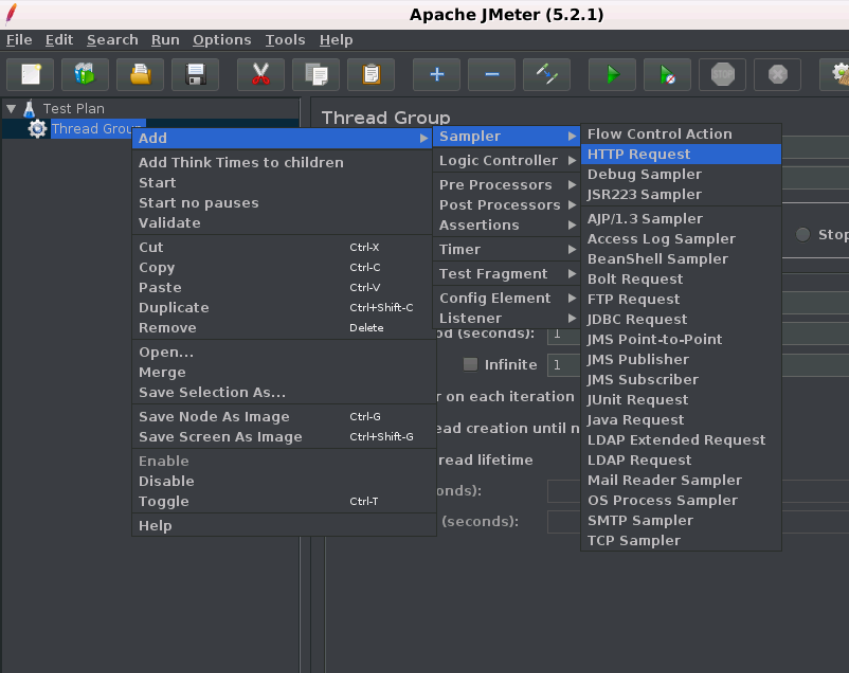 Apache JMeter (5.2.1)
File Edit Search Run Options Tools Help
STOP
Test Plan
Thread Group
Thread Group
Add
Add Think Times to children
Start
Start no pauses
Validate
Cut Ctrl-X
Copy Ctrl-C
Paste Ctrl-V
Duplicate Ctrl+Shift-C
Remove Delete
Open...
Merge
Save Selection As...
Save Node As Image Ctrl-G
Save Screen As Image Ctrl+Shift-G
Enable
Disable
Toggle Ctrl-T
Help
Sampler
Logic Controller
Pre Processors
Post Processors
Assertions
Timer
Test Fragment
Config Element
Listener
Flow Control Action
HTTP Request
Debug Sampler
JSR223 Sampler
AJP/1.3 Sampler
Access Log Sampler
BeanShell Sampler
Bolt Request
FTP Request
JDBC Request
JMS Point-to-Point
JMS Publisher
JMS Subscriber
JUnit Request
Java Request
LDAP Extended Request
LDAP Request
Mail Reader Sampler
OS Process Sampler
SMTP Sampler
TCP Sampler
Stop
(seconds): 1
Infinite 1
on each iteration
creation until
lifetime
(seconds):